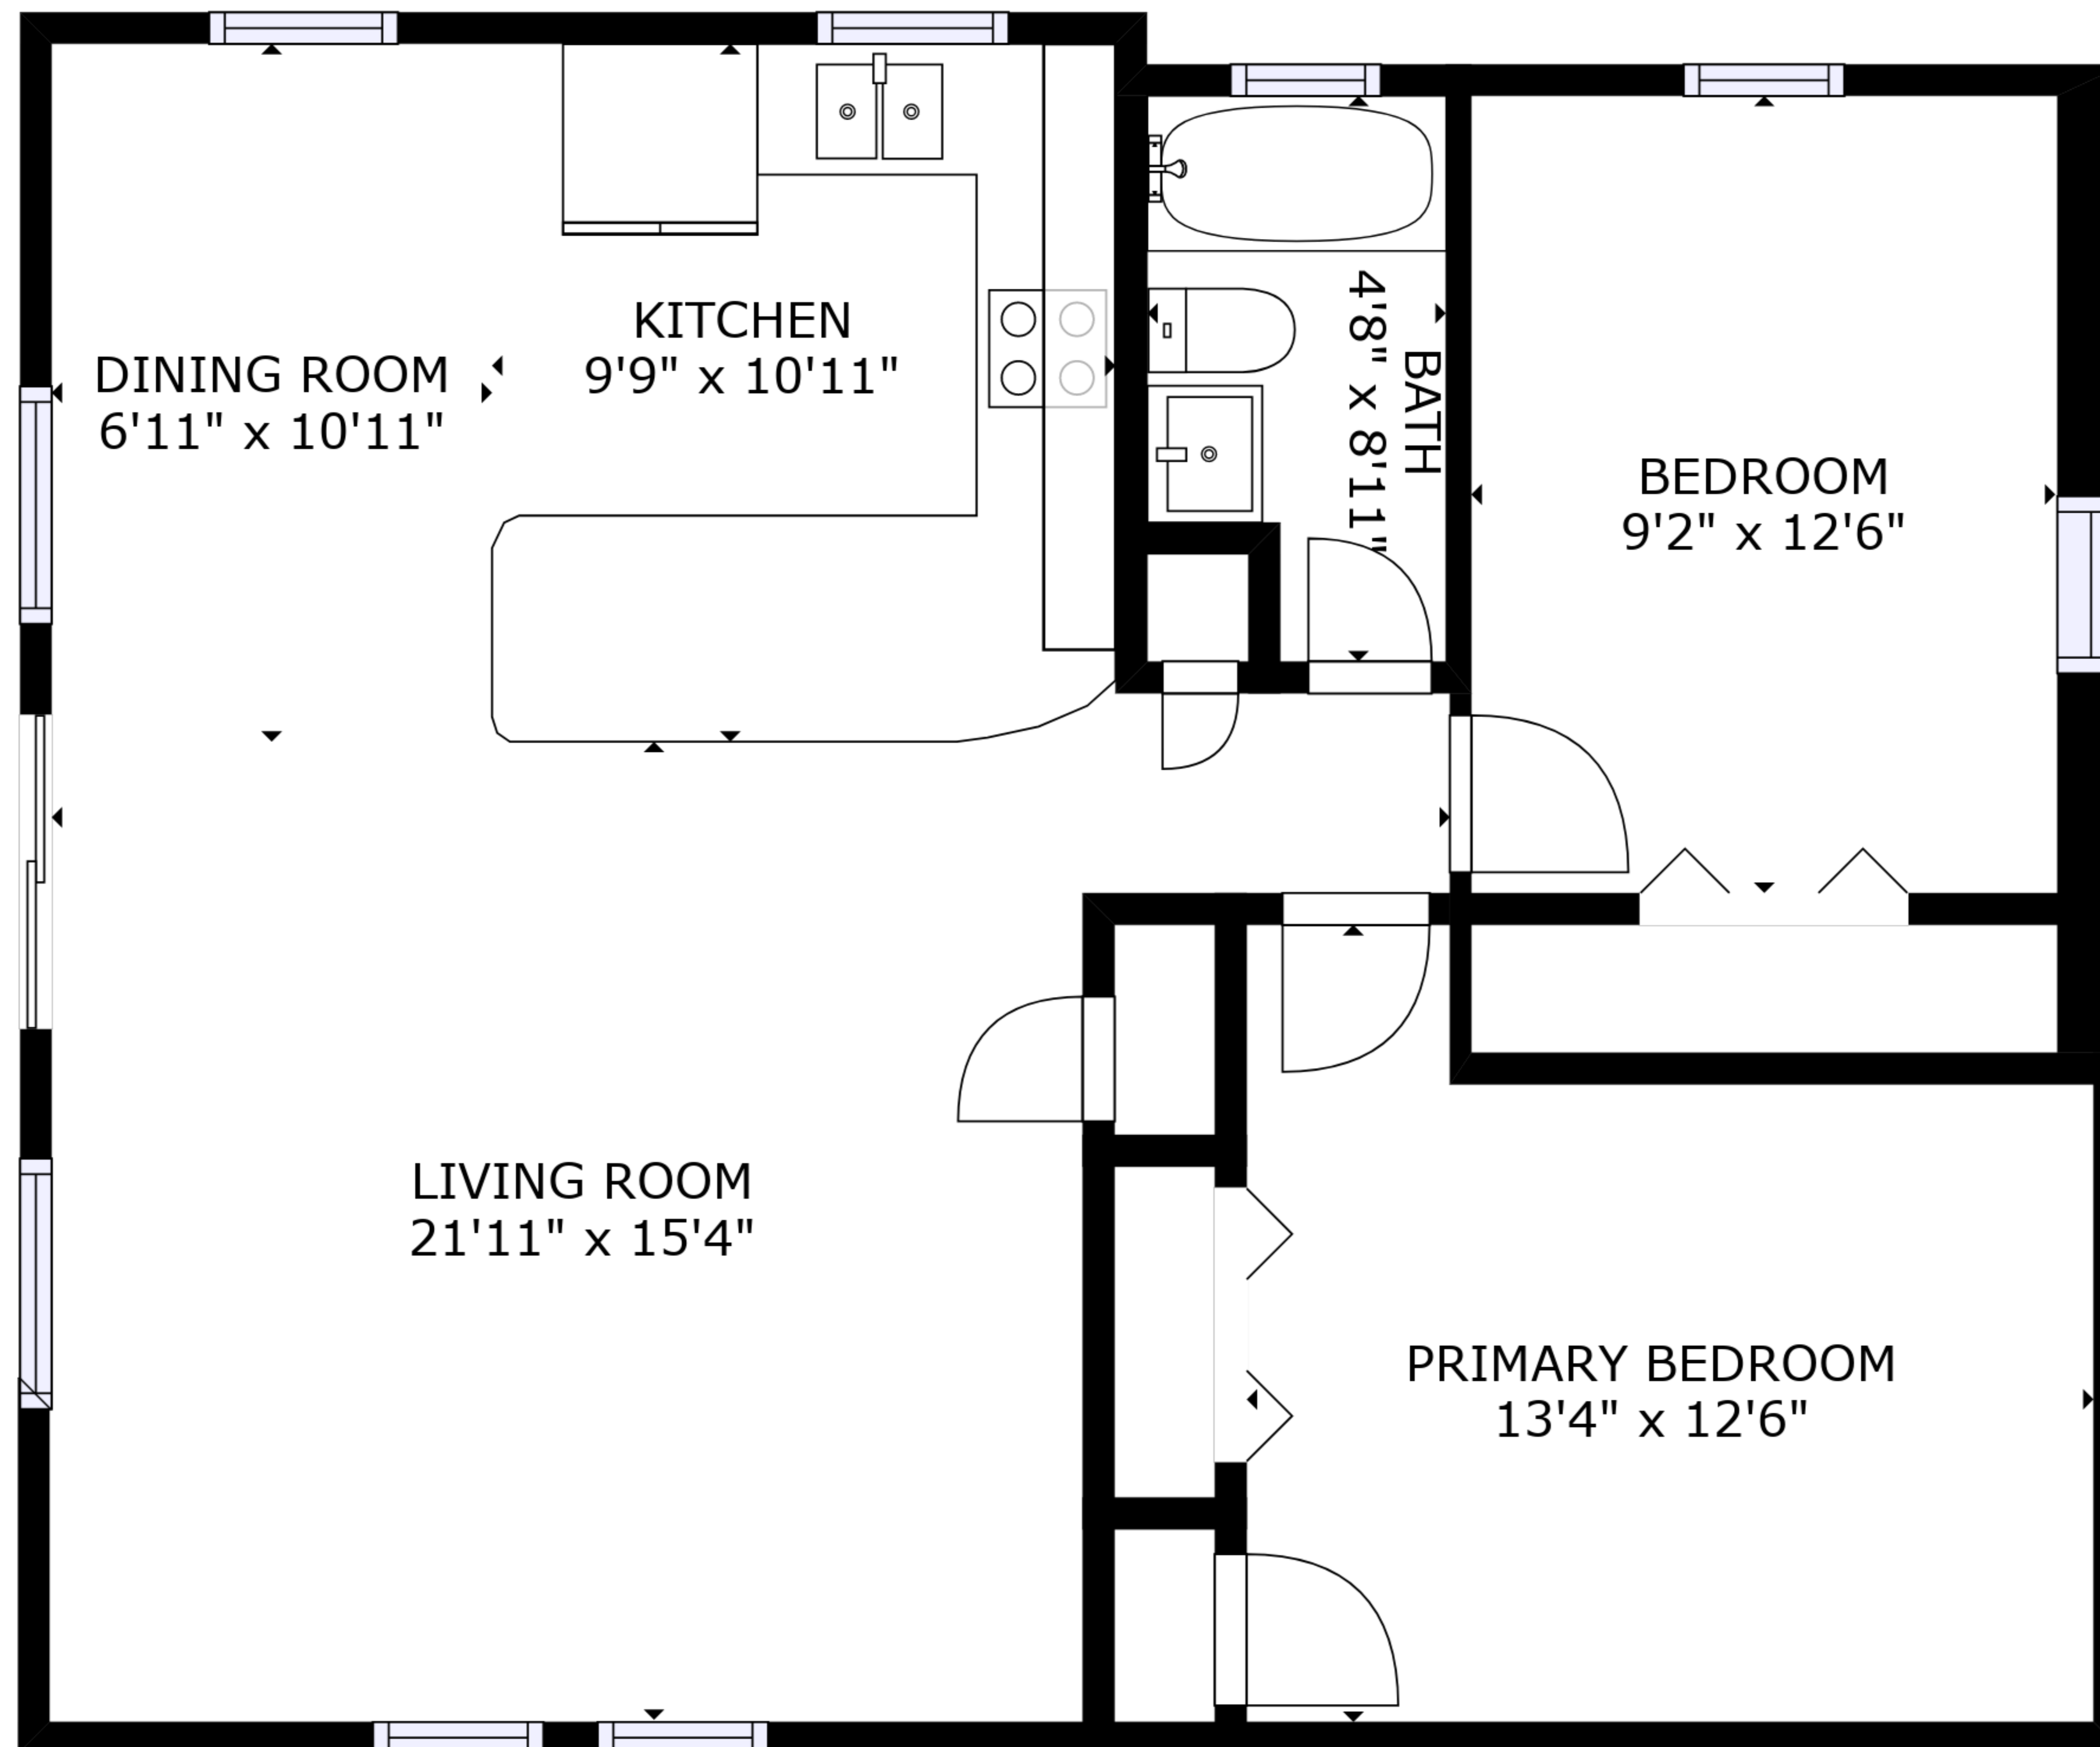 KITCHEN
9'9" x 10'11"
DINING ROOM
6'11" x 10'11"
BATH
4'8" x 8'11"
BEDROOM
9'2" x 12'6"
LIVING ROOM
21'11" x 15'4"
PRIMARY BEDROOM
13'4" x 12'6"